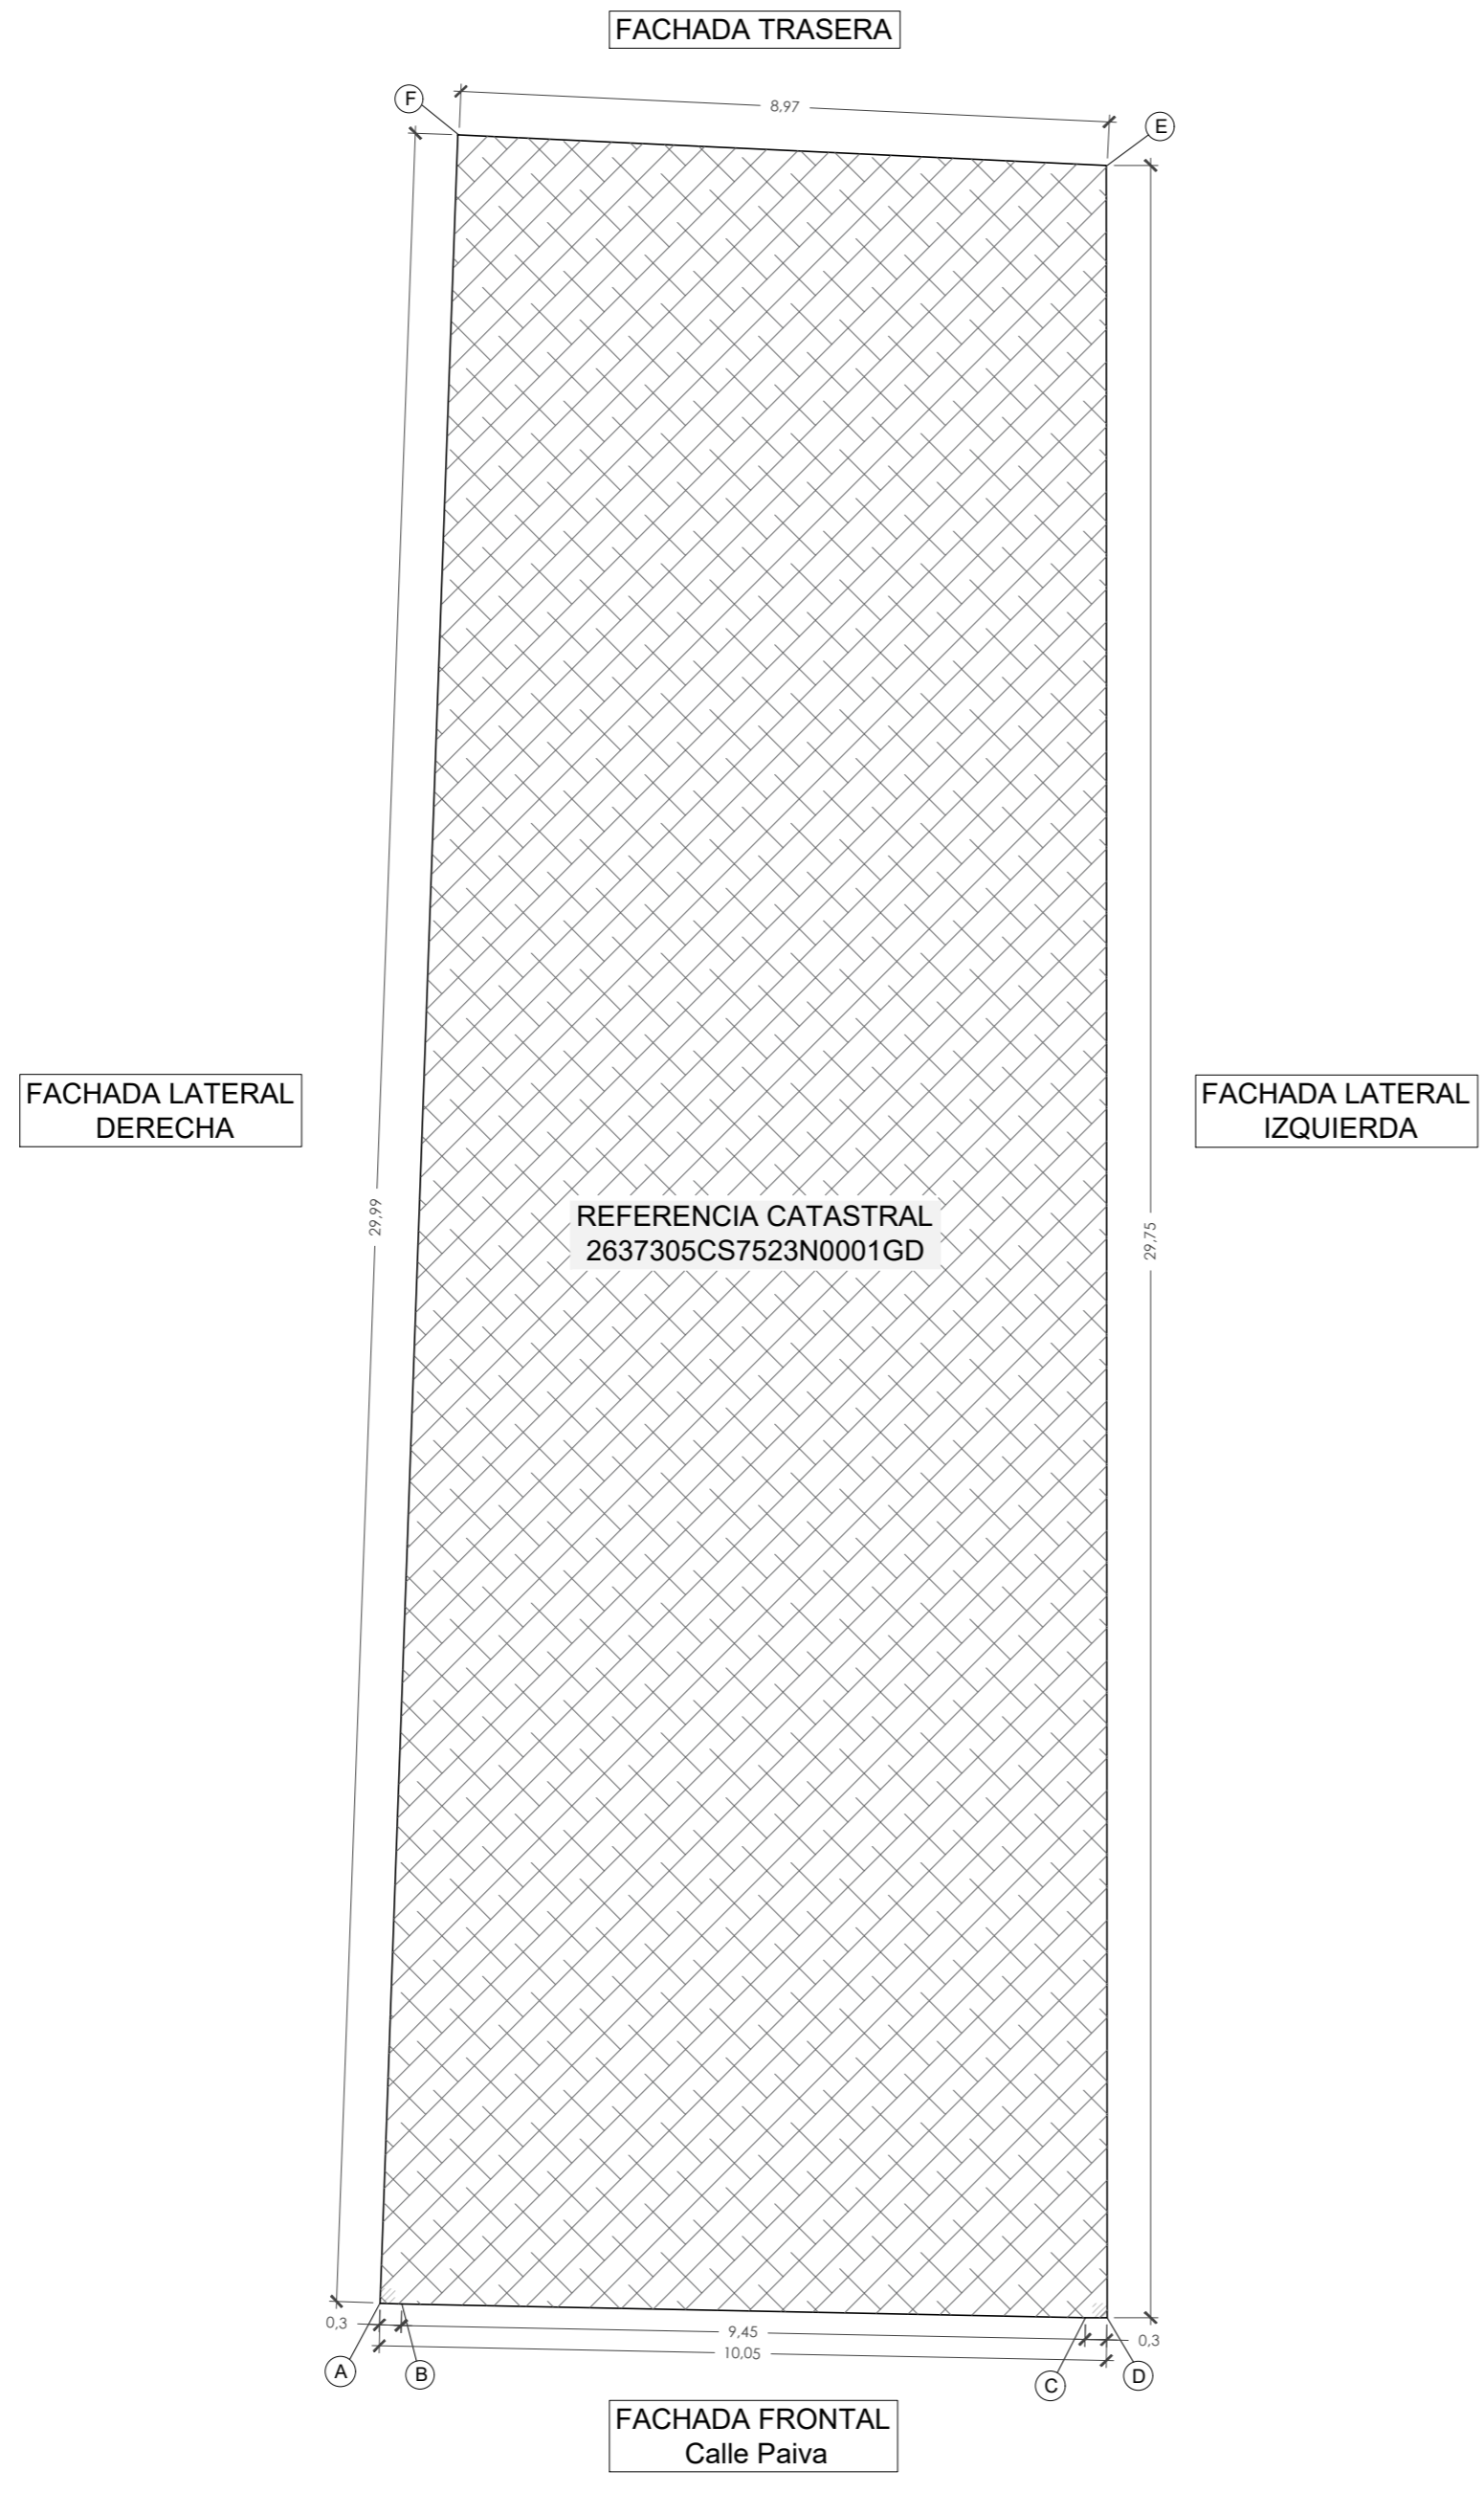 FACHADA TRASERA
F
8,97
E
FACHADA LATERAL
DERECHA
FACHADA LATERAL
IZQUIERDA
29,99
REFERENCIA CATASTRAL
2637305CS7523N0001GD
29,75
0,3
9,45
0,3
10,05
A
B
C
D
FACHADA FRONTAL
Calle Paiva